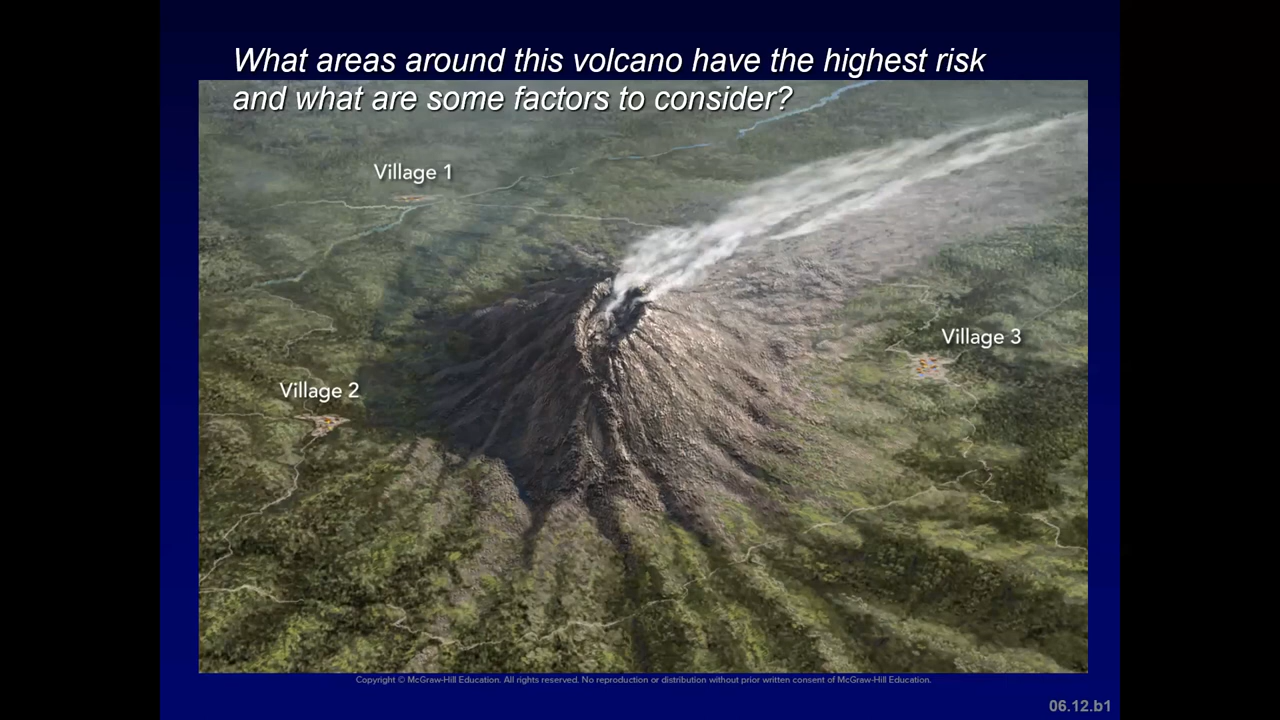 What areas around this volcano have the highest risk
and what are some factors to consider?
Village 1
Village 3
Village 2
Copyright © McGraw-Hill Education. All rights reserved. No reproduction or distribution without prior written consent of McGraw-Hill Education.
06.12.b1